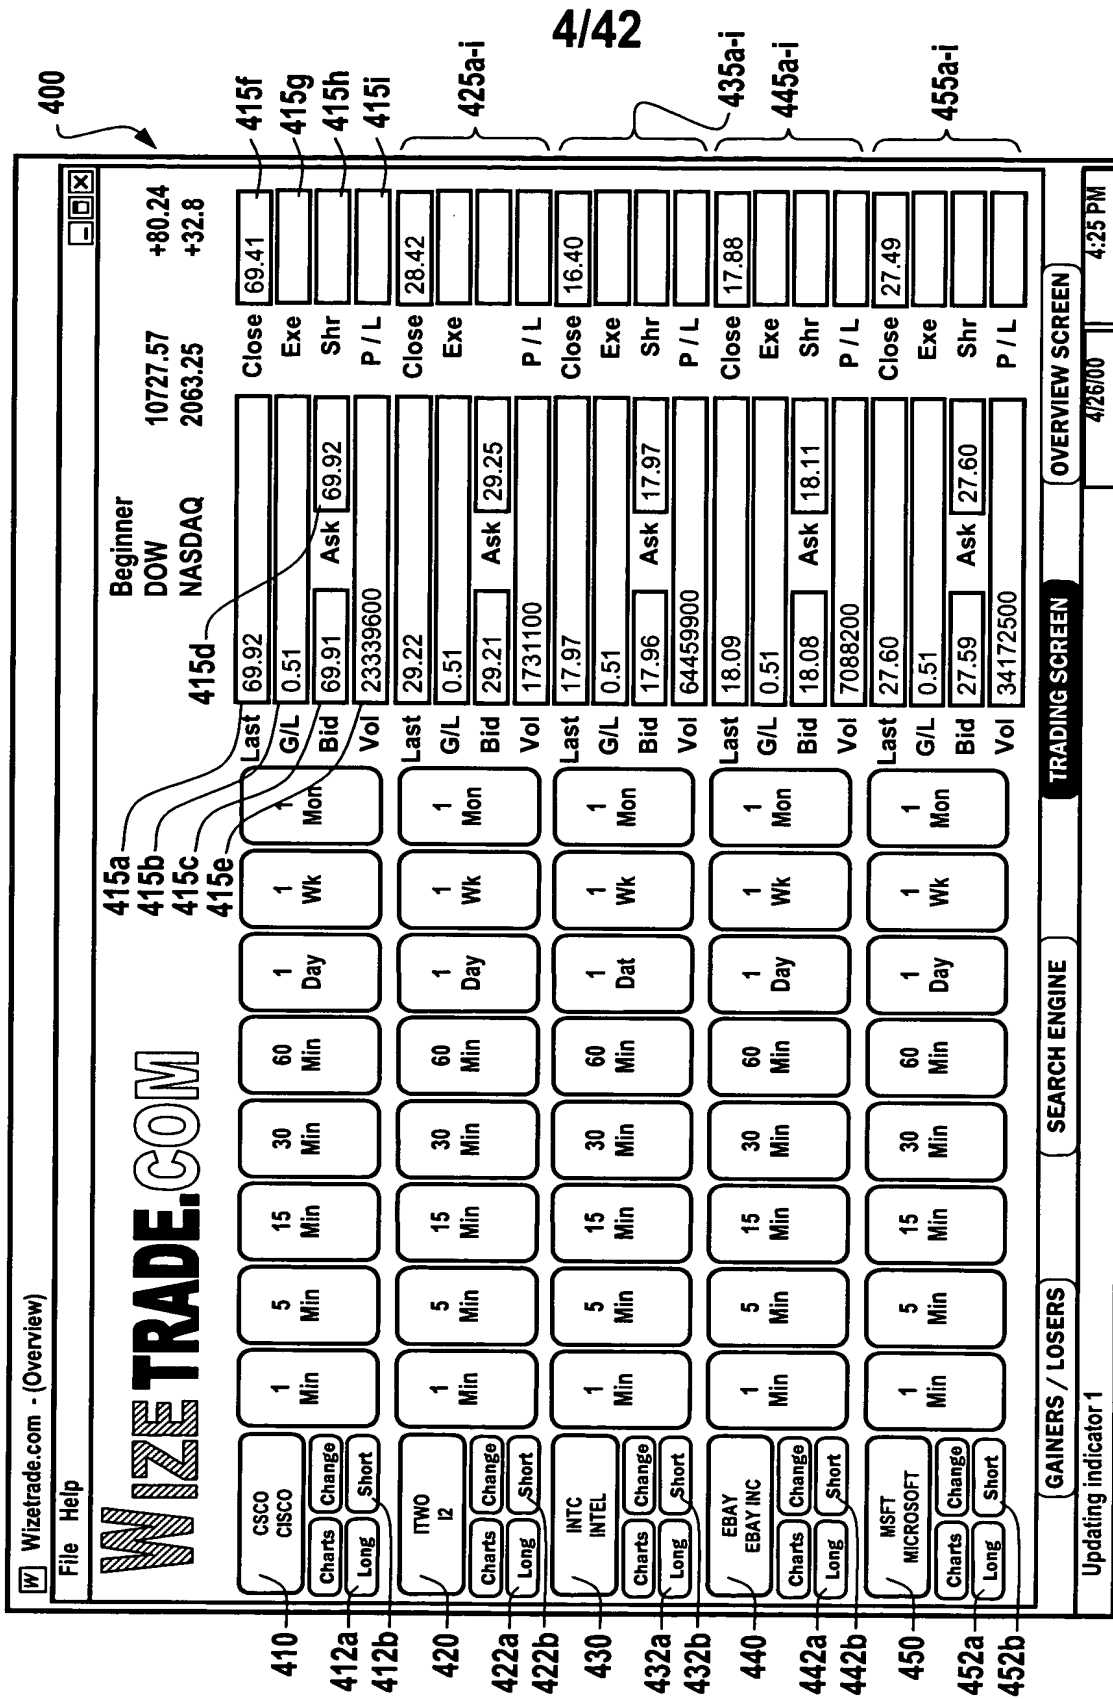 4/42
400
W Wizetrade.com - (Overview)
File Help
WIZETRADE.COM
Beginner
DOW 10727.57 +80.24
NASDAQ 2063.25 +32.8
415a
415b
415c
415e
415d
415f
415g
415h
415i
410
412a
412b
CSCO
CISCO
Charts Change
Long Short
1 Min 5 Min 15 Min 30 Min 60 Min 1 Day 1 Wk 1 Mon
Last 69.92 Close 69.41
G/L 0.51 Exe
Bid 69.91 Ask 69.92 Shr
Vol 23339600 P / L
420
422a
422b
ITWO
I2
Charts Change
Long Short
1 Min 5 Min 15 Min 30 Min 60 Min 1 Day 1 Wk 1 Mon
Last 29.22 Close 28.42
G/L 0.51 Exe
Bid 29.21 Ask 29.25
Vol 1731100 P / L
425a-i
430
432a
432b
INTC
INTEL
Charts Change
Long Short
1 Min 5 Min 15 Min 30 Min 60 Min 1 Dat 1 Wk 1 Mon
Last 17.97 Close 16.40
G/L 0.51 Exe
Bid 17.96 Ask 17.97 Shr
Vol 64459900 P / L
435a-i
440
442a
442b
EBAY
EBAY INC
Charts Change
Long Short
1 Min 5 Min 15 Min 30 Min 60 Min 1 Day 1 Wk 1 Mon
Last 18.09 Close 17.88
G/L 0.51 Exe
Bid 18.08 Ask 18.11 Shr
Vol 7088200 P / L
445a-i
450
452a
452b
MSFT
MICROSOFT
Charts Change
Long Short
1 Min 5 Min 15 Min 30 Min 60 Min 1 Day 1 Wk 1 Mon
Last 27.60 Close 27.49
G/L 0.51 Exe
Bid 27.59 Ask 27.60 Shr
Vol 34172500 P / L
455a-i
GAINERS / LOSERS SEARCH ENGINE TRADING SCREEN OVERVIEW SCREEN
Updating indicator 1 4/26/00 4:25 PM